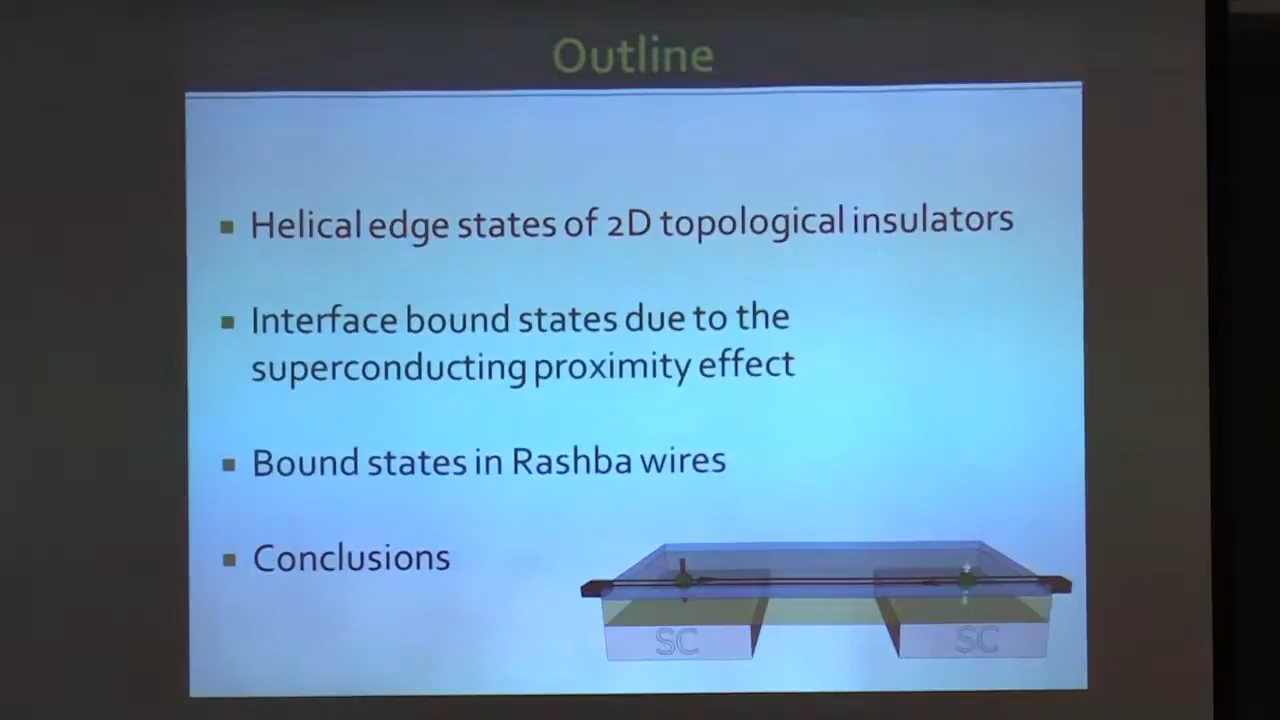 Outline
Helical edge states of 2D topological insulators
Interface bound states due to the
superconducting proximity effect
Bound states in Rashba wires
Conclusions
SC
SC